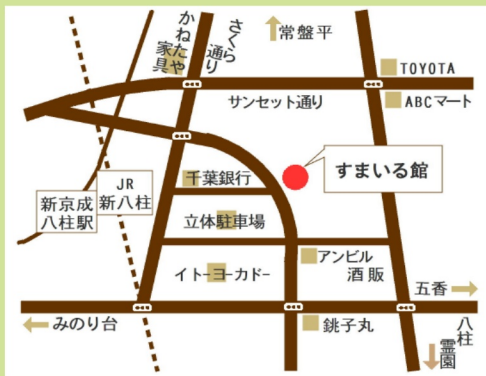 さくら通り
かねたや家具
常盤平
TOYOTA
サンセット通り
ABCマート
すまいる館
千葉銀行
JR
新八柱
新京成
八柱駅
立体駐車場
アンビル
酒販
イトーヨーカドー
五香
みのり台
銚子丸
八柱
霊園